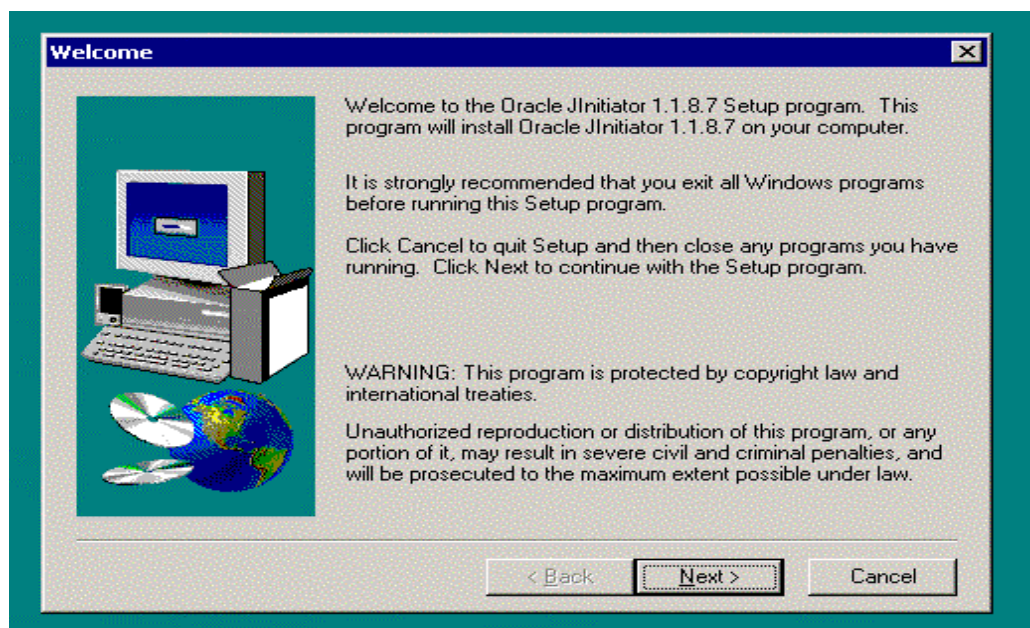 Welcome
Welcome to the Oracle JInitiator 1.1.8.7 Setup program.  This
program will install Oracle JInitiator 1.1.8.7 on your computer.
It is strongly recommended that you exit all Windows programs
before running this Setup program.
Click Cancel to quit Setup and then close any programs you have
running.  Click Next to continue with the Setup program.
WARNING: This program is protected by copyright law and
international treaties.
Unauthorized reproduction or distribution of this program, or any
portion of it, may result in severe civil and criminal penalties, and
will be prosecuted to the maximum extent possible under law.
< Back Next > Cancel